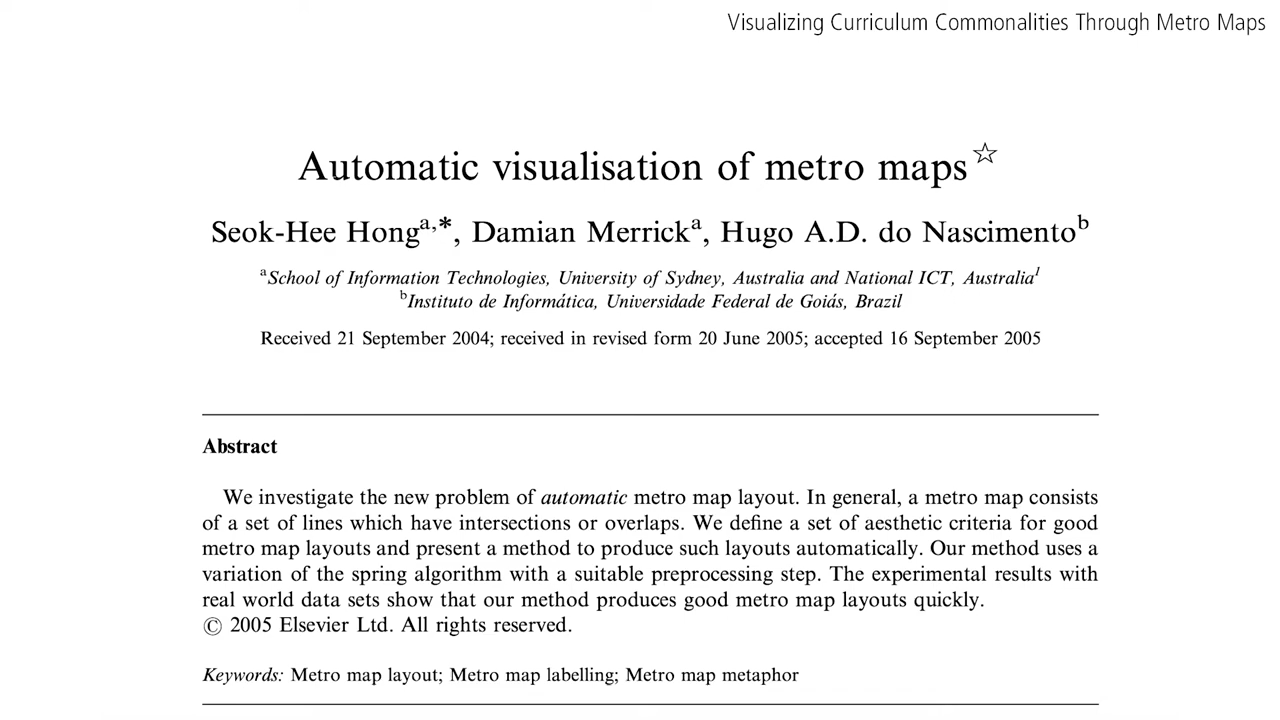 Visualizing Curriculum Commonalities Through Metro Maps
Automatic visualisation of metro maps☆
Seok-Hee Hongᵃ,*, Damian Merrickᵃ, Hugo A.D. do Nascimentoᵇ
ᵃSchool of Information Technologies, University of Sydney, Australia and National ICT, Australia¹
ᵇInstituto de Informática, Universidade Federal de Goiás, Brazil
Received 21 September 2004; received in revised form 20 June 2005; accepted 16 September 2005
Abstract
We investigate the new problem of automatic metro map layout. In general, a metro map consists
of a set of lines which have intersections or overlaps. We define a set of aesthetic criteria for good
metro map layouts and present a method to produce such layouts automatically. Our method uses a
variation of the spring algorithm with a suitable preprocessing step. The experimental results with
real world data sets show that our method produces good metro map layouts quickly.
© 2005 Elsevier Ltd. All rights reserved.
Keywords: Metro map layout; Metro map labelling; Metro map metaphor